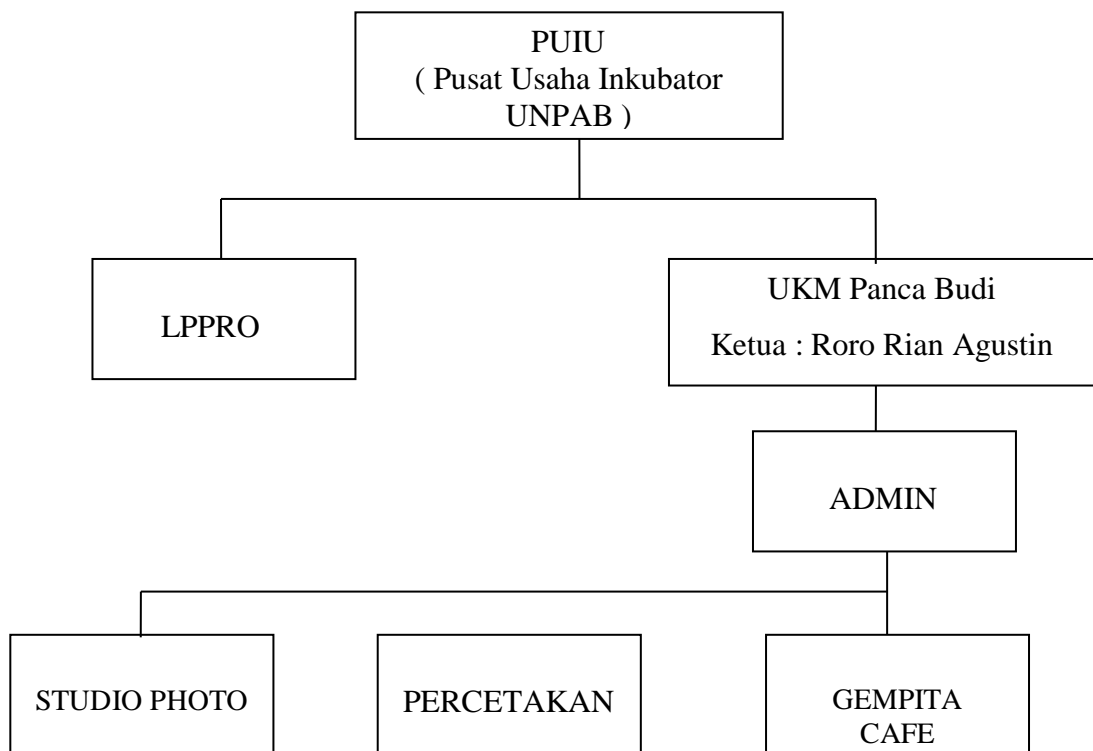 PUIU
( Pusat Usaha Inkubator
UNPAB )
LPPRO
UKM Panca Budi
Ketua : Roro Rian Agustin
ADMIN
STUDIO PHOTO
PERCETAKAN
GEMPITA
CAFE